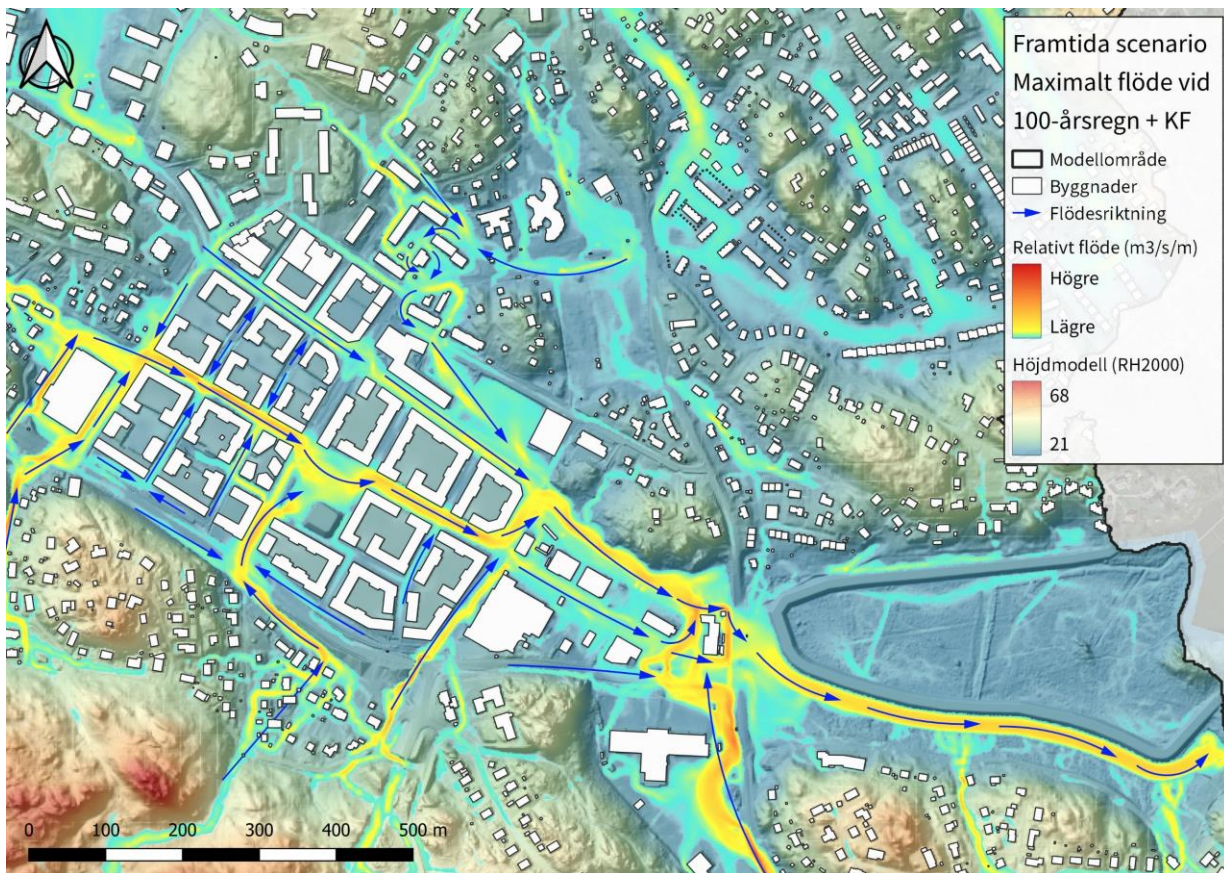 Framtida scenario
Maximalt flöde vid
100-årsregn + KF
Modellområde
Byggnader
Flödesriktning
Relativt flöde (m3/s/m)
Högre
Lägre
Höjdmodell (RH2000)
68
21
0 100 200 300 400 500 m